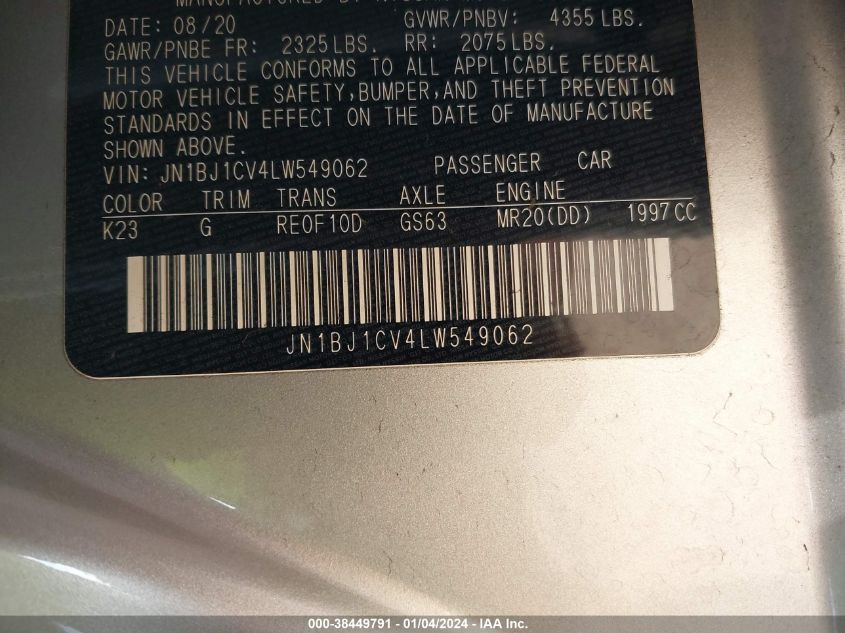 MANUFACTURED BY
DATE: 08/20 GVWR/PNBV: 4355 LBS.
GAWR/PNBE FR: 2325 LBS. RR: 2075 LBS.
THIS VEHICLE CONFORMS TO ALL APPLICABLE FEDERAL
MOTOR VEHICLE SAFETY,BUMPER,AND THEFT PREVENTION
STANDARDS IN EFFECT ON THE DATE OF MANUFACTURE
SHOWN ABOVE.
VIN: JN1BJ1CV4LW549062 PASSENGER CAR
COLOR TRIM TRANS AXLE ENGINE
K23 G RE0F10D GS63 MR20(DD) 1997 CC
JN1BJ1CV4LW549062
000-38449791 - 01/04/2024 - IAA Inc.